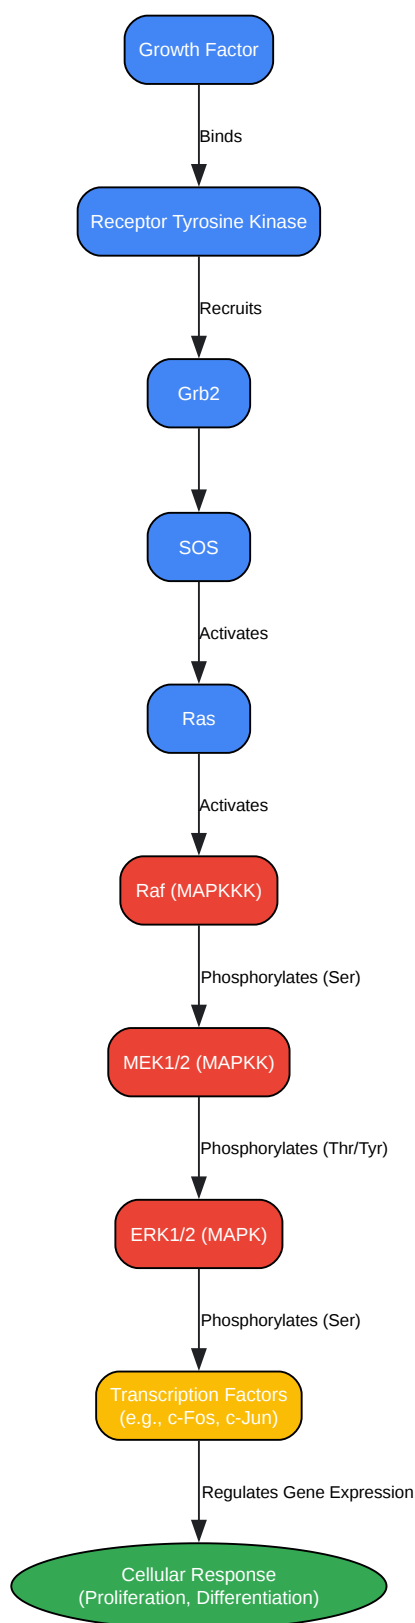 Growth Factor
Binds
Receptor Tyrosine Kinase
Recruits
Grb2
SOS
Activates
Ras
Activates
Raf (MAPKKK)
Phosphorylates (Ser)
MEK1/2 (MAPKK)
Phosphorylates (Thr/Tyr)
ERK1/2 (MAPK)
Phosphorylates (Ser)
Transcription Factors
(e.g., c-Fos, c-Jun)
Regulates Gene Expression
Cellular Response
(Proliferation, Differentiation)